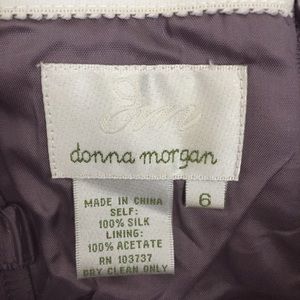 donna morgan
6
MADE IN CHINA
SELF:
100% SILK
LINING:
100% ACETATE
RN 103737
DRY CLEAN ONLY